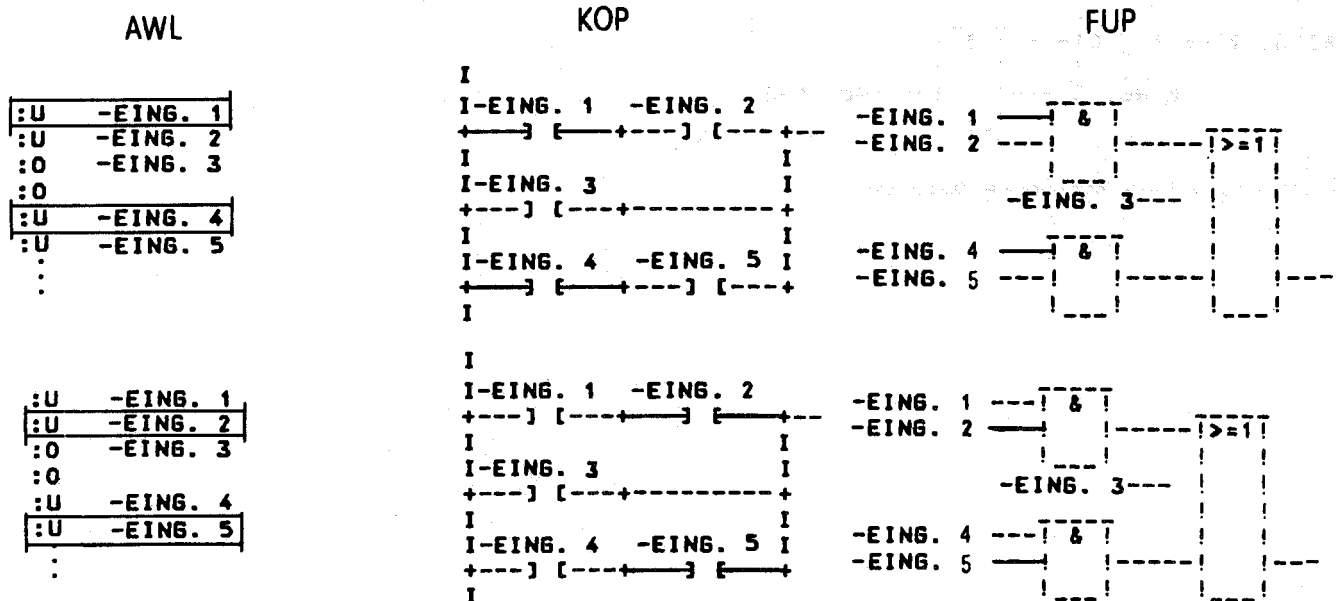 AWL KOP FUP
:U -EING. 1
:U -EING. 2
:O -EING. 3
:O
:U -EING. 4
:U -EING. 5
I
I-EING. 1 -EING. 2
+---] [---+---] [---+--
I I
I-EING. 3 I
+---] [---+---------+
I I
I-EING. 4 -EING. 5 I
+---] [---+---] [---+
I
-EING. 1 & 
-EING. 2 >=1
-EING. 3
-EING. 4 &
-EING. 5
:U -EING. 1
:U -EING. 2
:O -EING. 3
:O
:U -EING. 4
:U -EING. 5
I
I-EING. 1 -EING. 2
+---] [---+---] [---+--
I I
I-EING. 3 I
+---] [---+---------+
I I
I-EING. 4 -EING. 5 I
+---] [---+---] [---+
I
-EING. 1 &
-EING. 2 >=1
-EING. 3
-EING. 4 &
-EING. 5